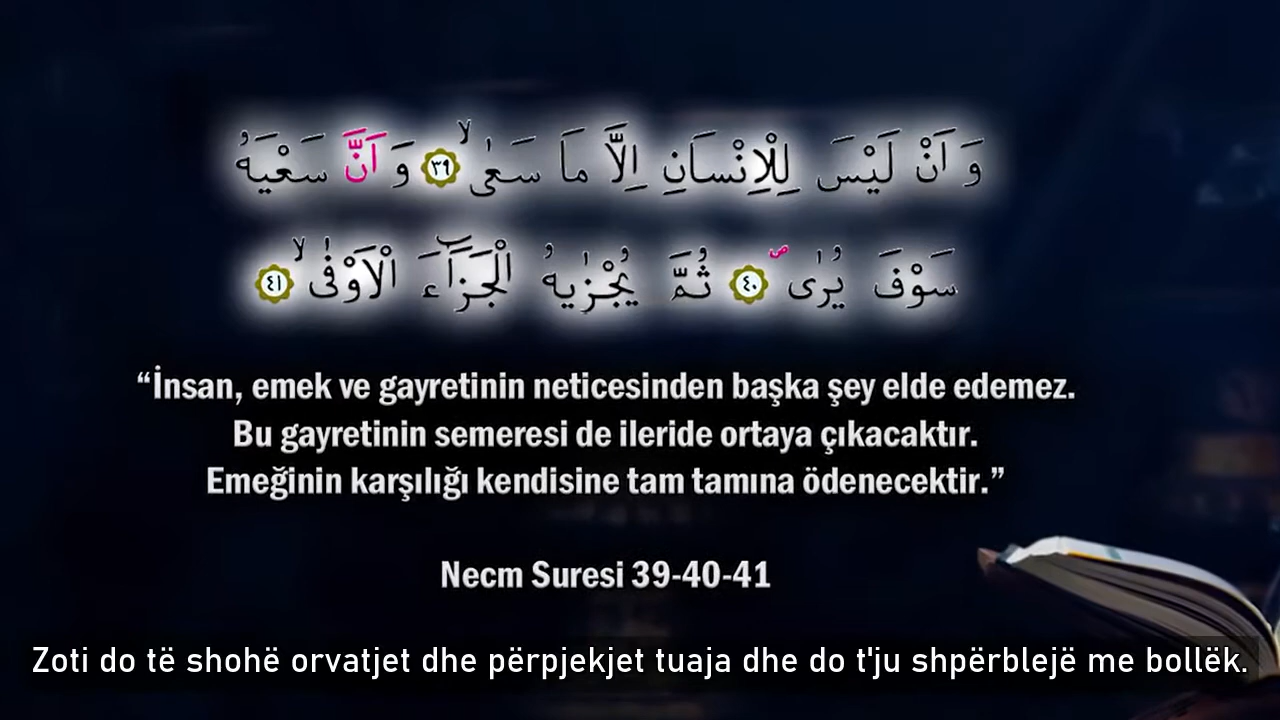 وَ اَنْ لَيْسَ لِلْاِنْسَانِ اِلَّا مَا سَعٰىۙ ﴿٣٩﴾ وَ اَنَّ سَعْيَهُ
سَوْفَ يُرٰىۖ ﴿٤٠﴾ ثُمَّ يُجْزٰيهُ الْجَزَٓاءَ الْاَوْفٰىۙ ﴿٤١﴾
“İnsan, emek ve gayretinin neticesinden başka şey elde edemez.
Bu gayretinin semeresi de ileride ortaya çıkacaktır.
Emeğinin karşılığı kendisine tam tamına ödenecektir.”
Necm Suresi 39-40-41
Zoti do të shohë orvatjet dhe përpjekjet tuaja dhe do t'ju shpërblejë me bollëk.